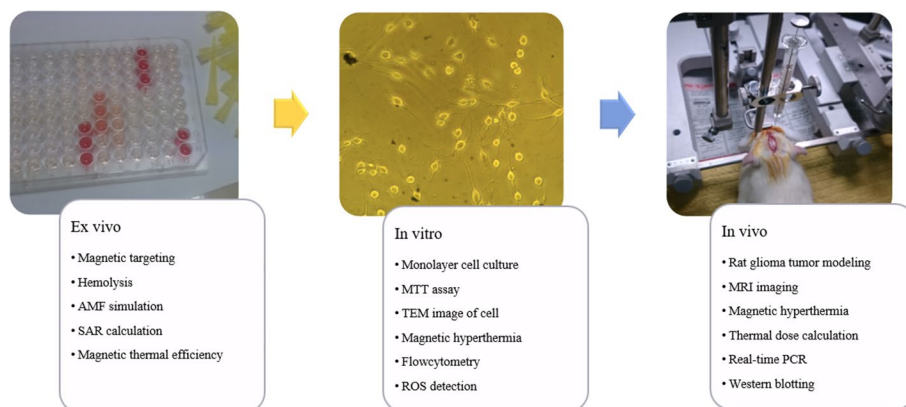 Ex vivo
• Magnetic targeting
• Hemolysis
• AMF simulation
• SAR calculation
• Magnetic thermal efficiency
In vitro
• Monolayer cell culture
• MTT assay
• TEM image of cell
• Magnetic hyperthermia
• Flowcytometry
• ROS detection
In vivo
• Rat glioma tumor modeling
• MRI imaging
• Magnetic hyperthermia
• Thermal dose calculation
• Real-time PCR
• Western blotting